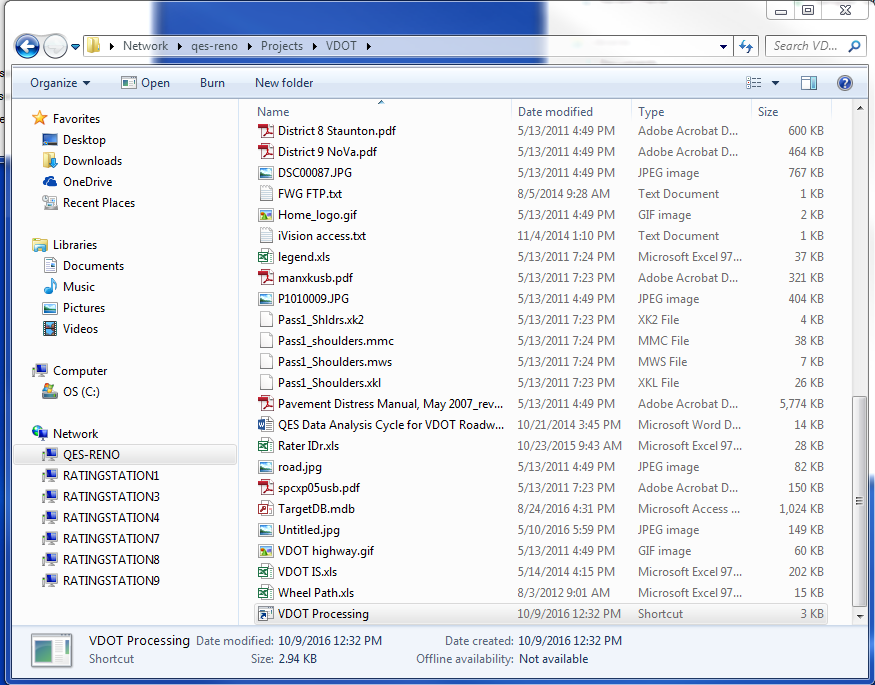 Network ▸ qes-reno ▸ Projects ▸ VDOT ▸ Search VD...
Organize Open Burn New folder
Favorites
Desktop
Downloads
OneDrive
Recent Places
Libraries
Documents
Music
Pictures
Videos
Computer
OS (C:)
Network
QES-RENO
RATINGSTATION1
RATINGSTATION3
RATINGSTATION4
RATINGSTATION7
RATINGSTATION8
RATINGSTATION9
Name Date modified Type Size
District 8 Staunton.pdf 5/13/2011 4:49 PM Adobe Acrobat D... 600 KB
District 9 NoVa.pdf 5/13/2011 4:49 PM Adobe Acrobat D... 464 KB
DSC00087.JPG 5/13/2011 4:49 PM JPEG image 767 KB
FWG FTP.txt 8/5/2014 9:28 AM Text Document 1 KB
Home_logo.gif 5/13/2011 4:49 PM GIF image 2 KB
iVision access.txt 11/4/2014 1:10 PM Text Document 1 KB
legend.xls 5/13/2011 7:24 PM Microsoft Excel 97... 37 KB
manxkusb.pdf 5/13/2011 7:23 PM Adobe Acrobat D... 321 KB
P1010009.JPG 5/13/2011 4:49 PM JPEG image 404 KB
Pass1_Shldrs.xk2 5/13/2011 7:23 PM XK2 File 4 KB
Pass1_shoulders.mmc 5/13/2011 7:24 PM MMC File 38 KB
Pass1_Shoulders.mws 5/13/2011 7:24 PM MWS File 7 KB
Pass1_Shoulders.xkl 5/13/2011 7:23 PM XKL File 26 KB
Pavement Distress Manual, May 2007_rev... 5/13/2011 4:49 PM Adobe Acrobat D... 5,774 KB
QES Data Analysis Cycle for VDOT Roadw... 10/21/2014 3:45 PM Microsoft Word D... 14 KB
Rater IDr.xls 10/23/2015 9:43 AM Microsoft Excel 97... 28 KB
road.jpg 5/13/2011 4:49 PM JPEG image 82 KB
spcxp05usb.pdf 5/13/2011 7:23 PM Adobe Acrobat D... 150 KB
TargetDB.mdb 8/24/2016 4:31 PM Microsoft Access ... 1,024 KB
Untitled.jpg 5/10/2016 5:59 PM JPEG image 149 KB
VDOT highway.gif 5/13/2011 4:49 PM GIF image 60 KB
VDOT IS.xls 5/14/2014 4:15 PM Microsoft Excel 97... 202 KB
Wheel Path.xls 8/3/2012 9:01 AM Microsoft Excel 97... 15 KB
VDOT Processing 10/9/2016 12:32 PM Shortcut 3 KB
VDOT Processing Date modified: 10/9/2016 12:32 PM Date created: 10/9/2016 12:32 PM
Shortcut Size: 2.94 KB Offline availability: Not available